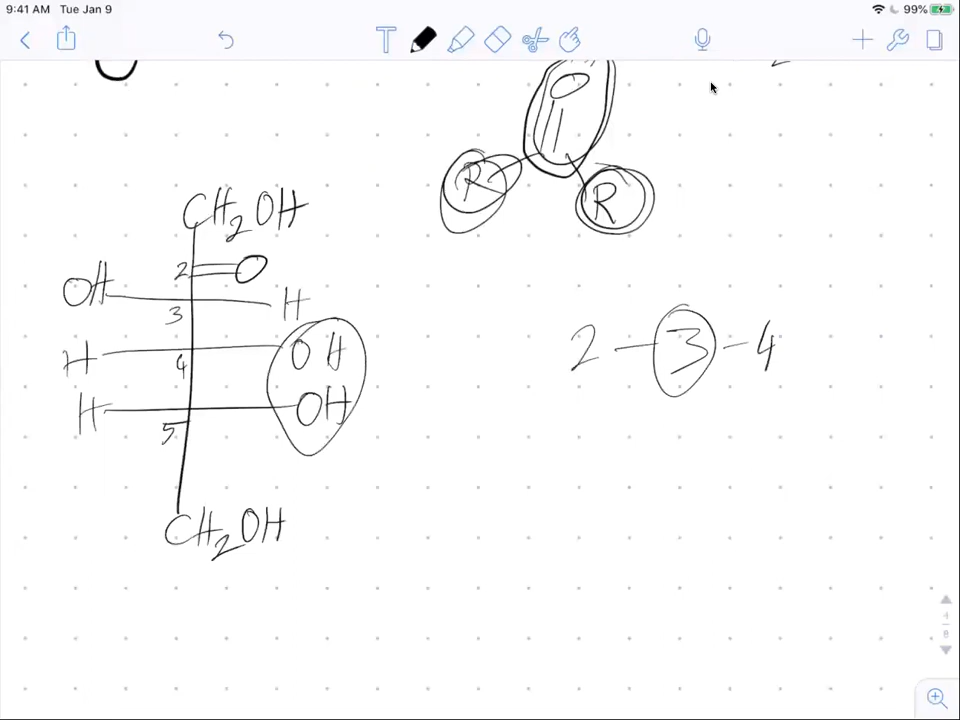 9:41 AM Tue Jan 9 99%
T
O
R R
CH2OH
2 O
OH 3 H
2 – 3 – 4
H 4 OH
H 5 OH
CH2OH